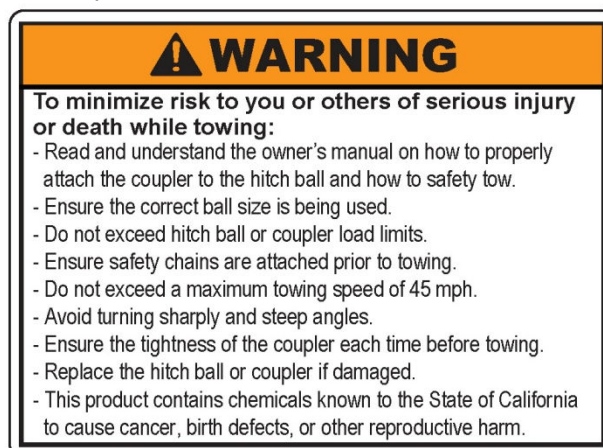 WARNING
To minimize risk to you or others of serious injury
or death while towing:
- Read and understand the owner's manual on how to properly
attach the coupler to the hitch ball and how to safety tow.
- Ensure the correct ball size is being used.
- Do not exceed hitch ball or coupler load limits.
- Ensure safety chains are attached prior to towing.
- Do not exceed a maximum towing speed of 45 mph.
- Avoid turning sharply and steep angles.
- Ensure the tightness of the coupler each time before towing.
- Replace the hitch ball or coupler if damaged.
- This product contains chemicals known to the State of California
to cause cancer, birth defects, or other reproductive harm.